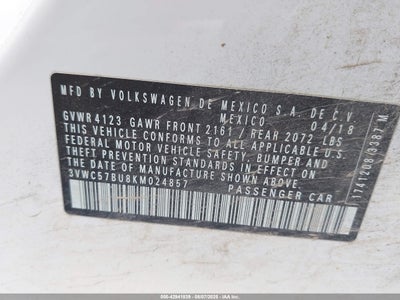 MFD BY VOLKSWAGEN DE MEXICO S.A. DE C.V.
MEXICO 04/18
GVWR 4123 GAWR FRONT 2161 / REAR 2072 LBS
THIS VEHICLE CONFORMS TO ALL APPLICABLE
FEDERAL MOTOR VEHICLE SAFETY, BUMPER AND
THEFT PREVENTION STANDARDS IN EFFECT ON THE
DATE OF MANUFACTURE SHOWN ABOVE.
3VWC57BU8KM024857 PASSENGER CAR